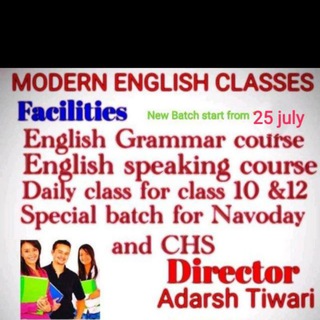 MODERN ENGLISH CLASSES
Facilities New Batch start from 25 july
English Grammar course
English speaking course
Daily class for class 10 &12
Special batch for Navoday
and CHS
Director
Adarsh Tiwari